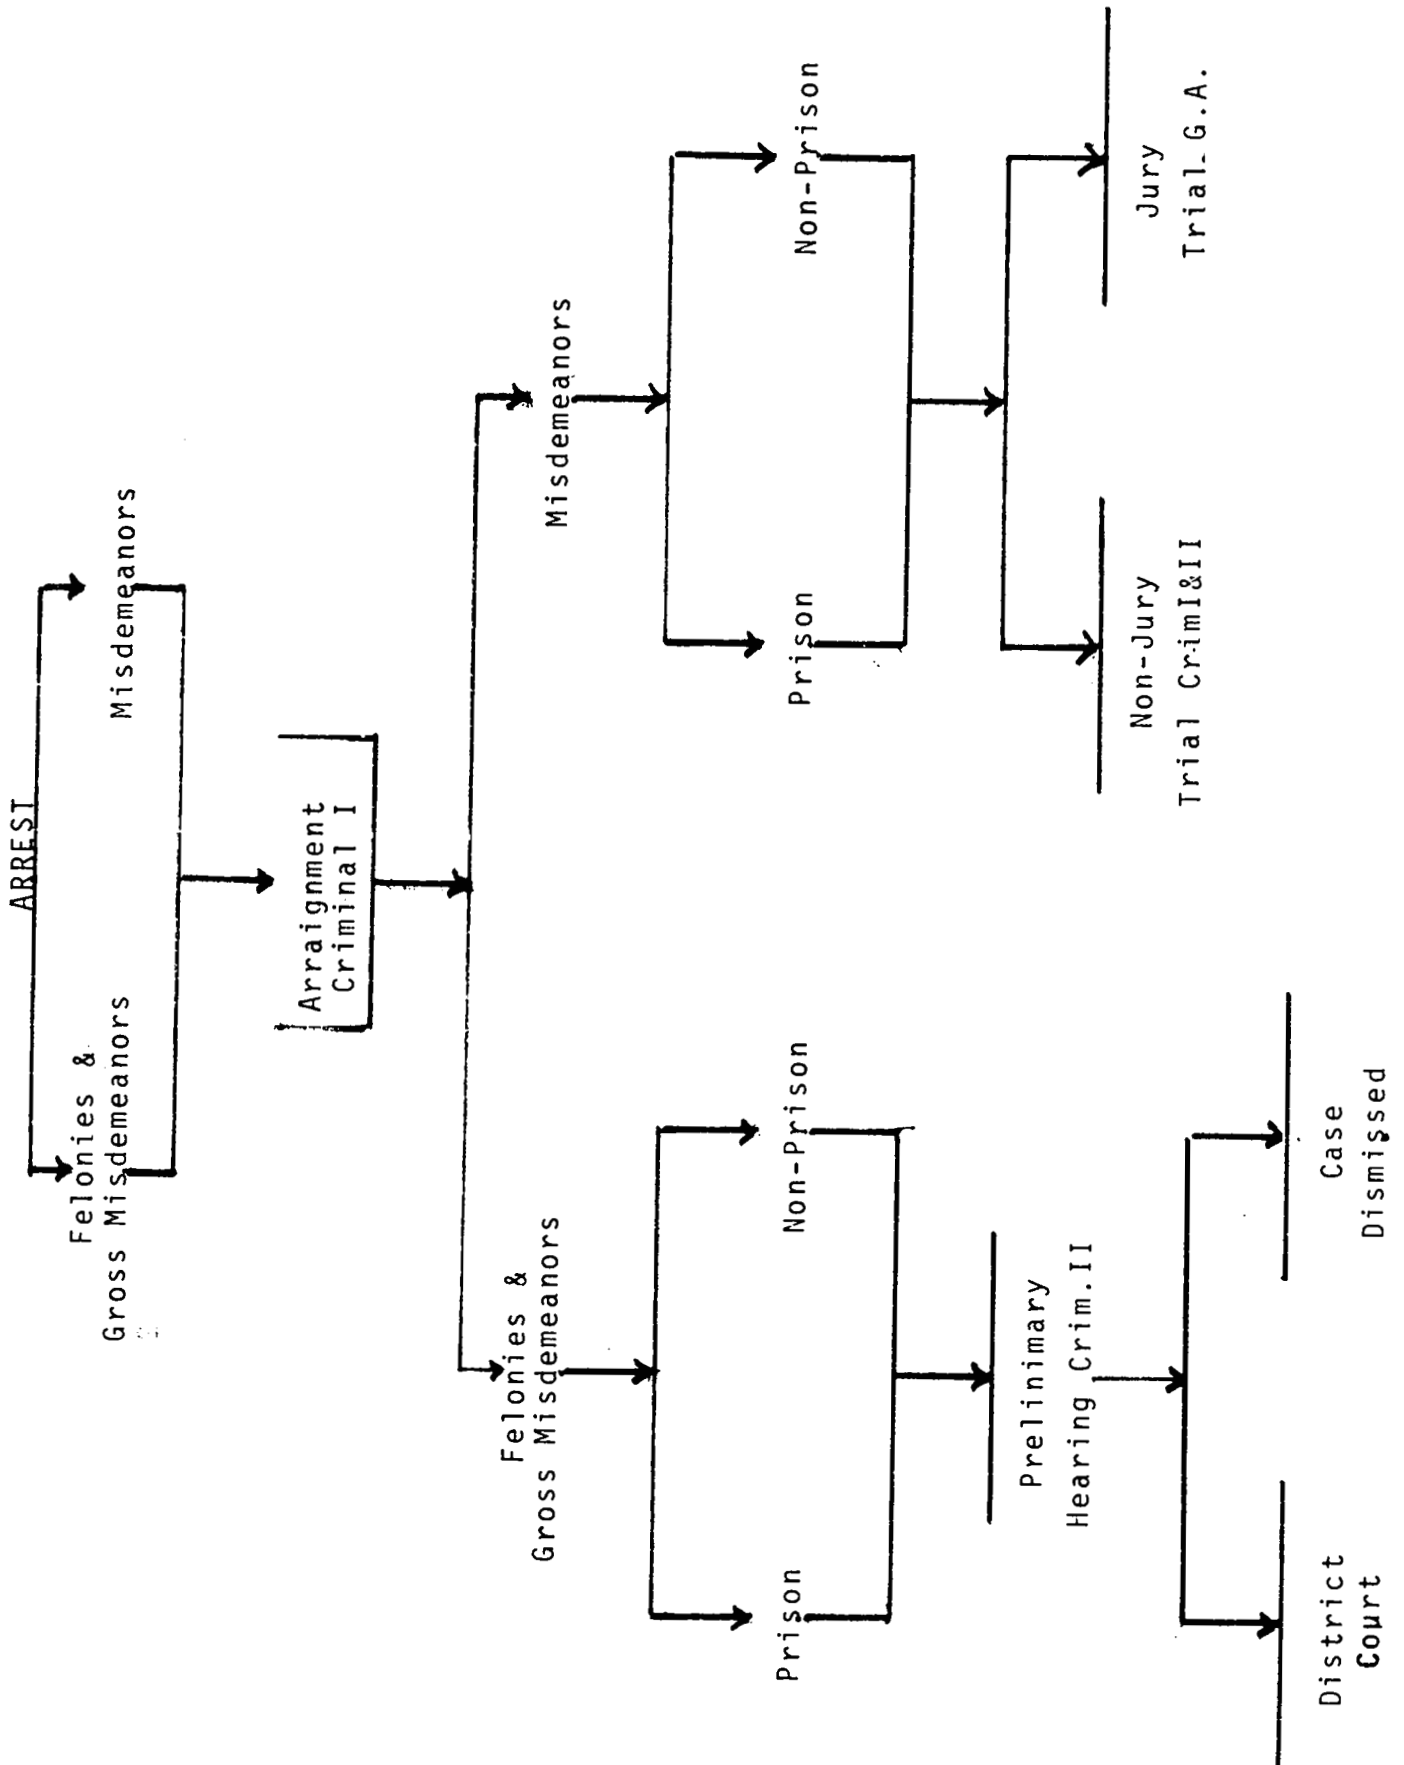 ARREST
Felonies &
Gross Misdemeanors
Misdemeanors
Arraignment
Criminal I
Felonies &
Gross Misdemeanors
Misdemeanors
Prison
Non-Prison
Prison
Non-Prison
Prelinimary
Hearing Crim.II
Non-Jury
Trial CrimI&II
Jury
Trial G.A.
District
Court
Case
Dismissed